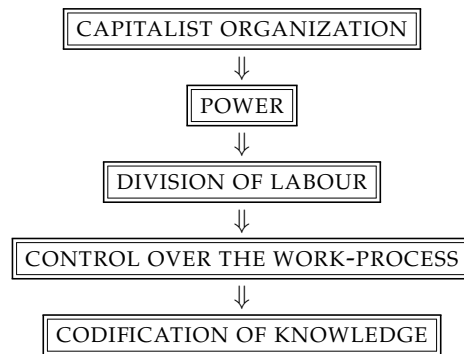 CAPITALIST ORGANIZATION
⇓
POWER
⇓
DIVISION OF LABOUR
⇓
CONTROL OVER THE WORK-PROCESS
⇓
CODIFICATION OF KNOWLEDGE